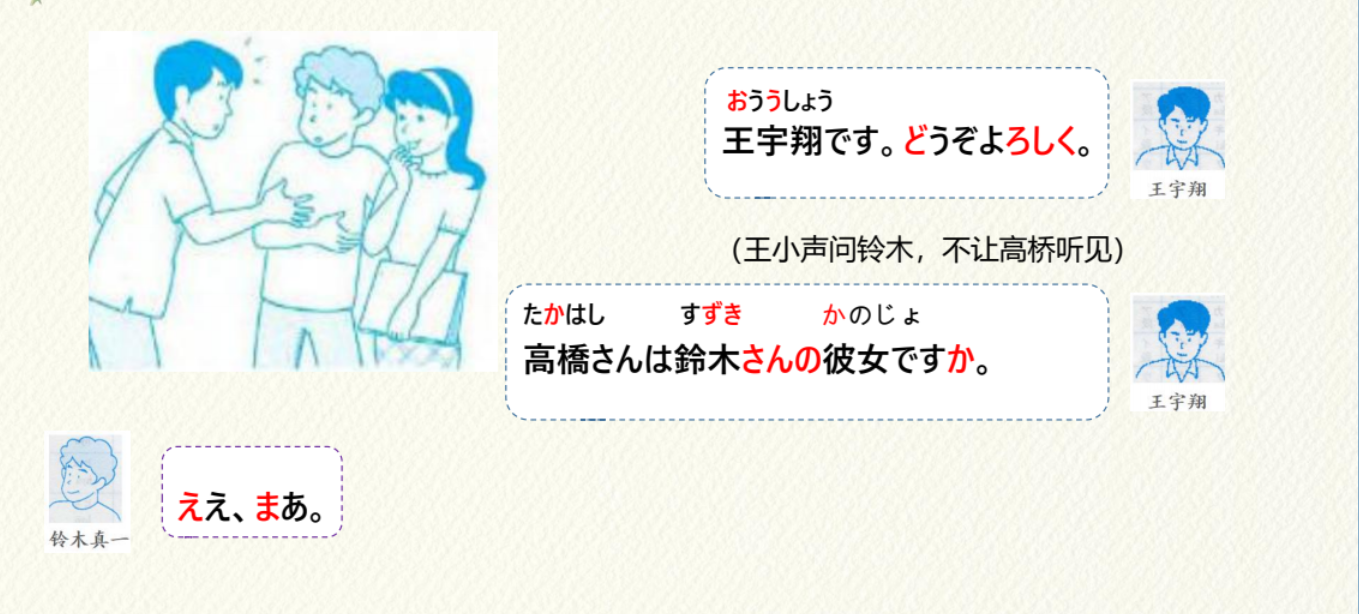 おううしょう
王宇翔です。どうぞよろしく。
王宇翔
（王小声问铃木，不让高桥听见）
たかはし すずき かのじょ
高橋さんは鈴木さんの彼女ですか。
王宇翔
ええ、まあ。
铃木真一